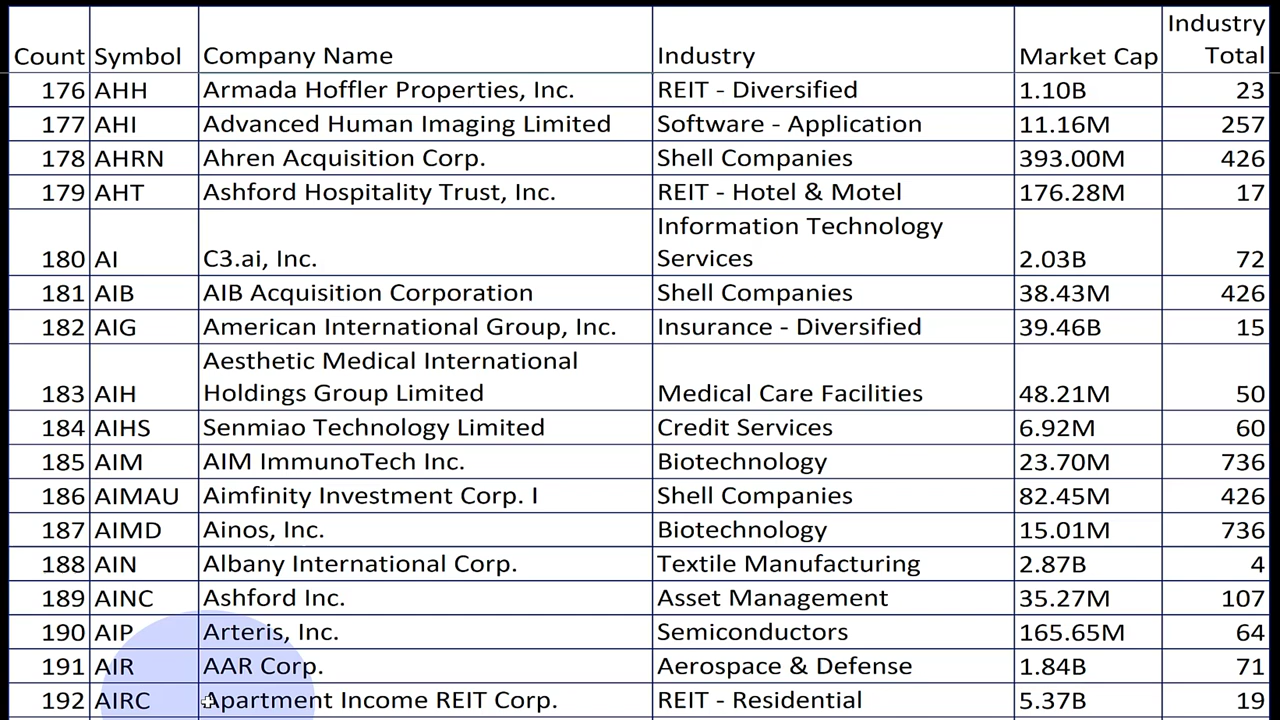 Count Symbol Company Name Industry Market Cap Industry Total
176 AHH Armada Hoffler Properties, Inc. REIT - Diversified 1.10B 23
177 AHI Advanced Human Imaging Limited Software - Application 11.16M 257
178 AHRN Ahren Acquisition Corp. Shell Companies 393.00M 426
179 AHT Ashford Hospitality Trust, Inc. REIT - Hotel & Motel 176.28M 17
180 AI C3.ai, Inc. Information Technology Services 2.03B 72
181 AIB AIB Acquisition Corporation Shell Companies 38.43M 426
182 AIG American International Group, Inc. Insurance - Diversified 39.46B 15
183 AIH Aesthetic Medical International Holdings Group Limited Medical Care Facilities 48.21M 50
184 AIHS Senmiao Technology Limited Credit Services 6.92M 60
185 AIM AIM ImmunoTech Inc. Biotechnology 23.70M 736
186 AIMAU Aimfinity Investment Corp. I Shell Companies 82.45M 426
187 AIMD Ainos, Inc. Biotechnology 15.01M 736
188 AIN Albany International Corp. Textile Manufacturing 2.87B 4
189 AINC Ashford Inc. Asset Management 35.27M 107
190 AIP Arteris, Inc. Semiconductors 165.65M 64
191 AIR AAR Corp. Aerospace & Defense 1.84B 71
192 AIRC Apartment Income REIT Corp. REIT - Residential 5.37B 19